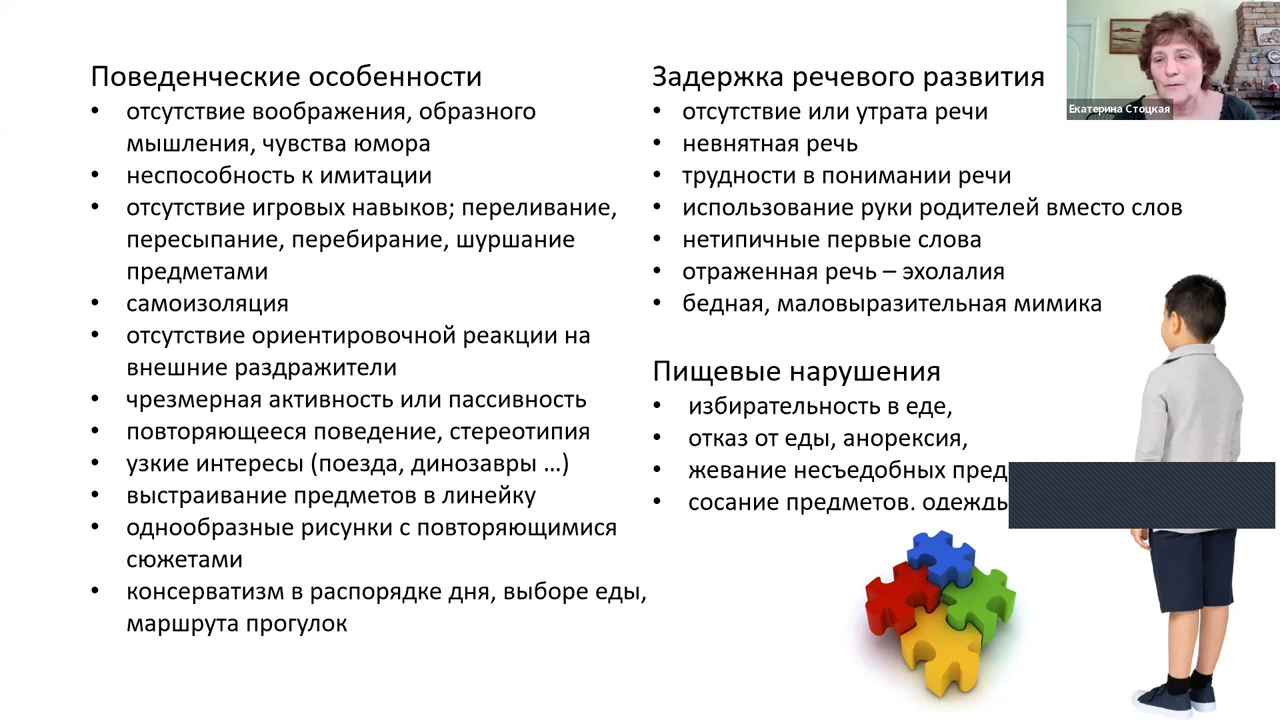 Поведенческие особенности
• отсутствие воображения, образного
мышления, чувства юмора
• неспособность к имитации
• отсутствие игровых навыков; переливание,
пересыпание, перебирание, шуршание
предметами
• самоизоляция
• отсутствие ориентировочной реакции на
внешние раздражители
• чрезмерная активность или пассивность
• повторяющееся поведение, стереотипия
• узкие интересы (поезда, динозавры ...)
• выстраивание предметов в линейку
• однообразные рисунки с повторяющимися
сюжетами
• консерватизм в распорядке дня, выборе еды,
маршрута прогулок
Задержка речевого развития
• отсутствие или утрата речи
• невнятная речь
• трудности в понимании речи
• использование руки родителей вместо слов
• нетипичные первые слова
• отраженная речь – эхолалия
• бедная, маловыразительная мимика
Пищевые нарушения
• избирательность в еде,
• отказ от еды, анорексия,
• жевание несъедобных
• сосание предметов,
Екатерина Стоцкая